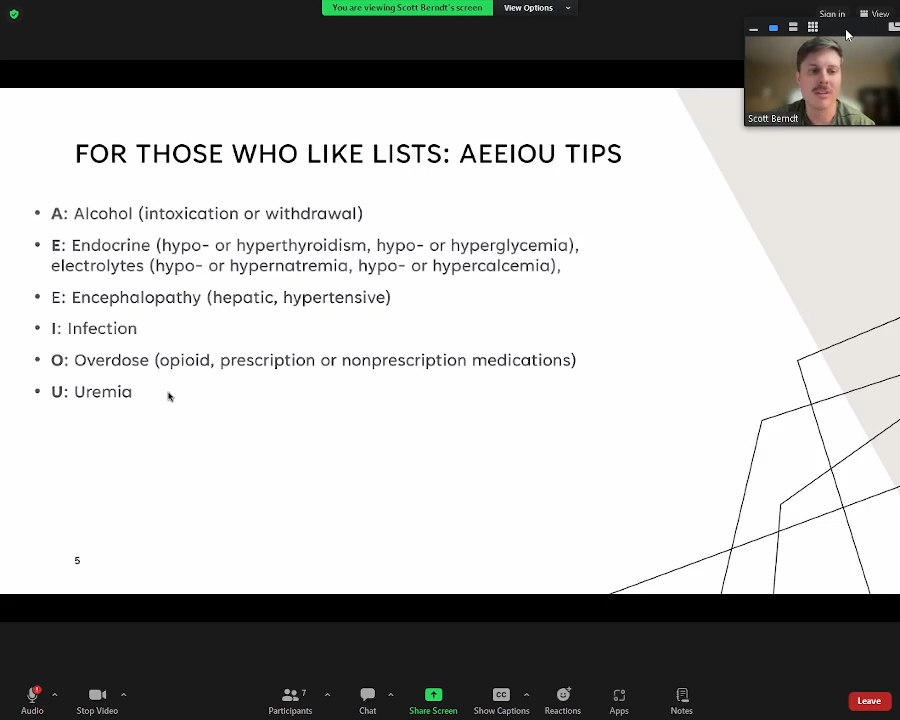 You are viewing Scott Berndt's screen
View Options
Sign in
View
Scott Berndt
FOR THOSE WHO LIKE LISTS: AEEIOU TIPS
• A: Alcohol (intoxication or withdrawal)
• E: Endocrine (hypo- or hyperthyroidism, hypo- or hyperglycemia),
electrolytes (hypo- or hypernatremia, hypo- or hypercalcemia),
• E: Encephalopathy (hepatic, hypertensive)
• I: Infection
• O: Overdose (opioid, prescription or nonprescription medications)
• U: Uremia
5
Audio
Stop Video
Participants
7
Chat
Share Screen
CC
Show Captions
Reactions
Apps
Notes
Leave